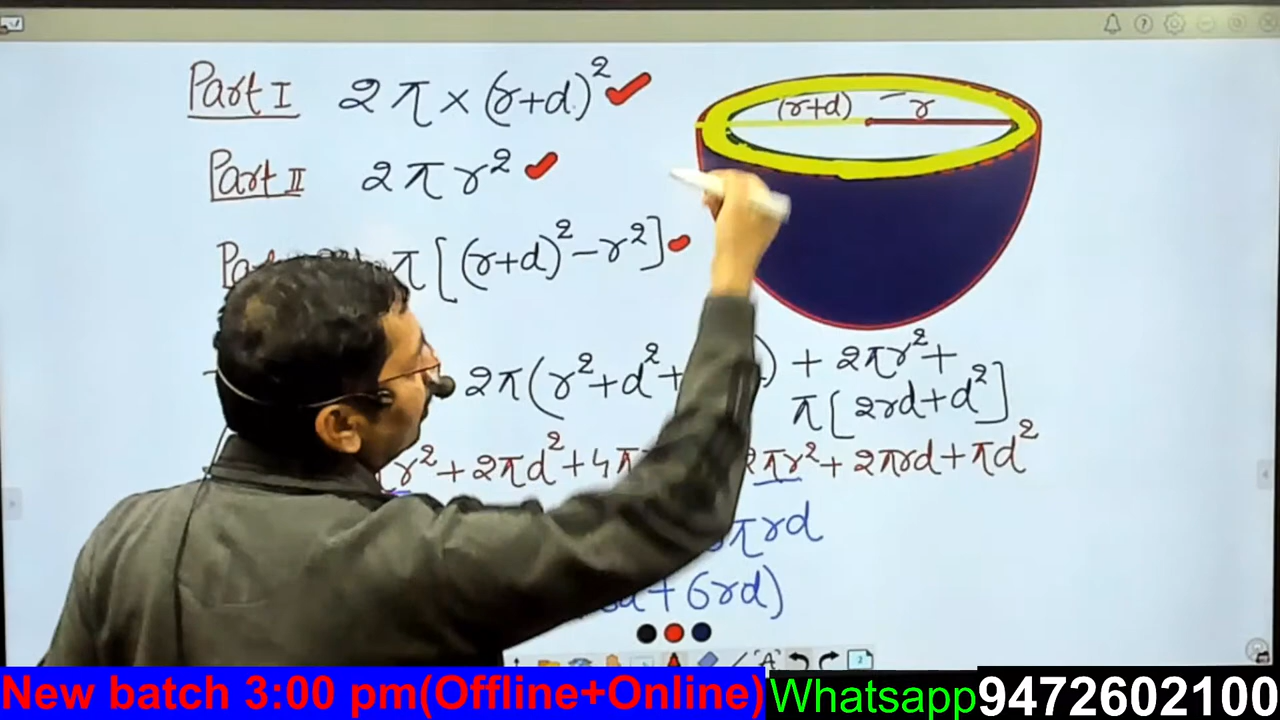 Part I 2π×(r+d)²
(r+d) r
Part II 2πr²
π[(r+d)²-r²]
2π(r²+d²+ ) + 2πr²+
π[2rd+d²]
r²+2πd²+4π 2πr²+2πrd+πd²
πrd
+6rd)
New batch 3:00 pm(Offline+Online) Whatsapp 9472602100